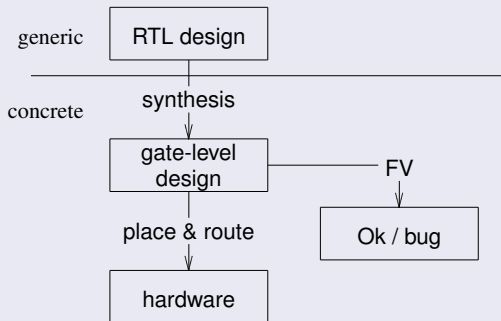 generic
RTL design
synthesis
concrete
gate-level
design
FV
place & route
Ok / bug
hardware